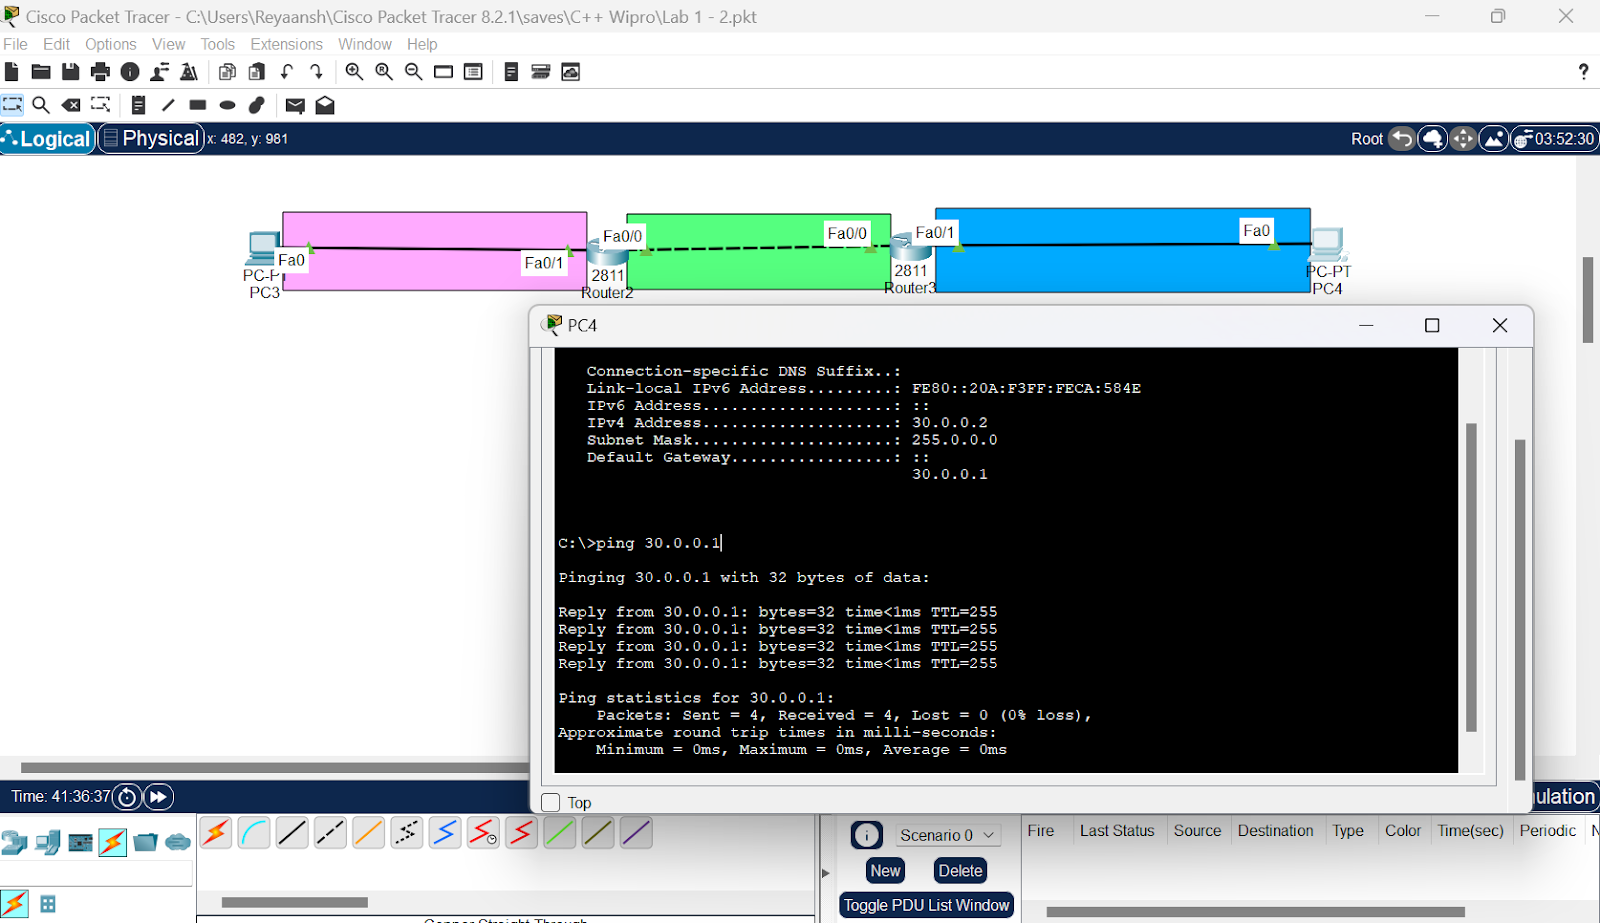 Cisco Packet Tracer - C:\Users\Reyaansh\Cisco Packet Tracer 8.2.1\saves\C++ Wipro\Lab 1 - 2.pkt
File Edit Options View Tools Extensions Window Help
?
Logical Physical x: 482, y: 981 Root 03:52:30
Fa0/0 Fa0/0 Fa0/1 Fa0
Fa0 Fa0/1
PC-P 2811 2811 PC-PT
PC3 Router2 Router3 PC4
PC4
Connection-specific DNS Suffix..:
Link-local IPv6 Address.........: FE80::20A:F3FF:FECA:584E
IPv6 Address....................: ::
IPv4 Address....................: 30.0.0.2
Subnet Mask.....................: 255.0.0.0
Default Gateway.................: ::
30.0.0.1
C:\>ping 30.0.0.1
Pinging 30.0.0.1 with 32 bytes of data:
Reply from 30.0.0.1: bytes=32 time<1ms TTL=255
Reply from 30.0.0.1: bytes=32 time<1ms TTL=255
Reply from 30.0.0.1: bytes=32 time<1ms TTL=255
Reply from 30.0.0.1: bytes=32 time<1ms TTL=255
Ping statistics for 30.0.0.1:
Packets: Sent = 4, Received = 4, Lost = 0 (0% loss),
Approximate round trip times in milli-seconds:
Minimum = 0ms, Maximum = 0ms, Average = 0ms
Top
Time: 41:36:37 ulation
Scenario 0 Fire Last Status Source Destination Type Color Time(sec) Periodic N
New Delete
Toggle PDU List Window
Copper Straight-Through